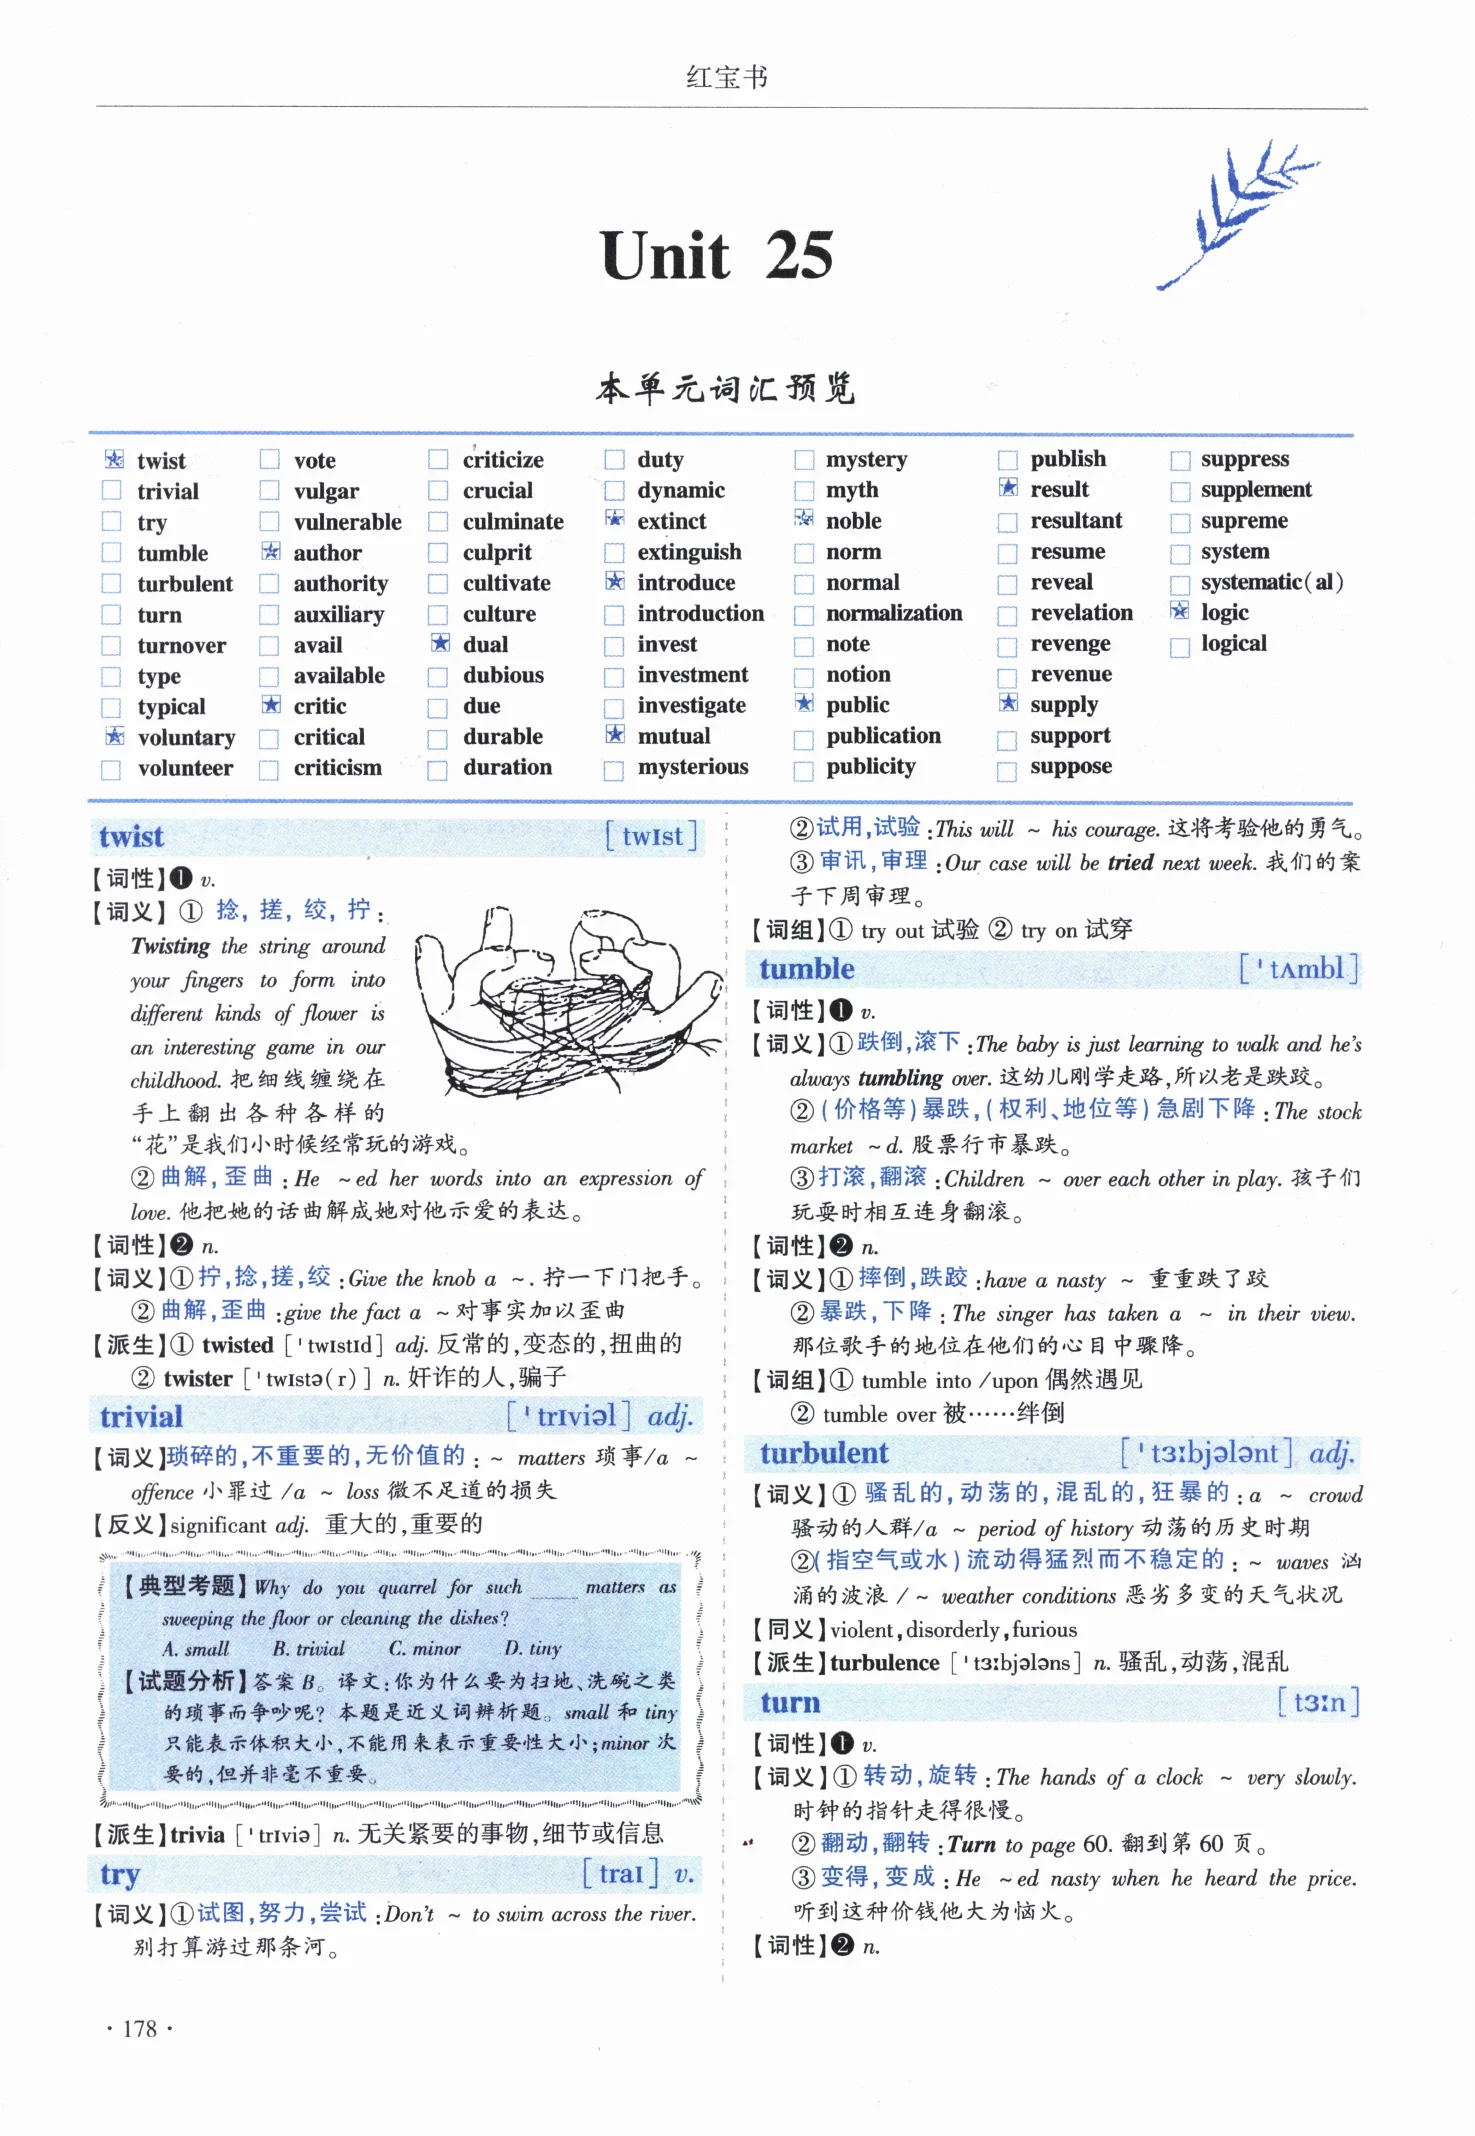 红宝书
Unit 25
本单元词汇预览
twist vote criticize duty mystery publish suppress
trivial vulgar crucial dynamic myth result supplement
try vulnerable culminate extinct noble resultant supreme
tumble author culprit extinguish norm resume system
turbulent authority cultivate introduce normal reveal systematic(al)
turn auxiliary culture introduction normalization revelation logic
turnover avail dual invest note revenge logical
type available dubious investment notion revenue
typical critic due investigate public supply
voluntary critical durable mutual publication support
volunteer criticism duration mysterious publicity suppose
twist [twɪst]
【词性】❶ v.
【词义】① 捻, 搓, 绞, 拧:
Twisting the string around
your fingers to form into
different kinds of flower is
an interesting game in our
childhood. 把细线缠绕在
手上翻出各种各样的
“花”是我们小时候经常玩的游戏。
②曲解,歪曲:He ~ed her words into an expression of
love. 他把她的话曲解成她对他示爱的表达。
【词性】❷ n.
【词义】①拧,捻,搓,绞:Give the knob a ~. 拧一下门把手。
②曲解,歪曲:give the fact a ~对事实加以歪曲
【派生】① twisted [ˈtwɪstɪd] adj. 反常的,变态的,扭曲的
② twister [ˈtwɪstə(r)] n. 奸诈的人,骗子
trivial [ˈtrɪviəl] adj.
【词义】琐碎的,不重要的,无价值的: ~ matters 琐事/a ~
offence 小罪过 /a ~ loss 微不足道的损失
【反义】significant adj. 重大的,重要的
【典型考题】Why do you quarrel for such ____ matters as
sweeping the floor or cleaning the dishes?
A. small B. trivial C. minor D. tiny
【试题分析】答案 B。译文:你为什么要为扫地、洗碗之类
的琐事而争吵呢? 本题是近义词辨析题。small 和 tiny
只能表示体积大小,不能用来表示重要性大小;minor 次
要的,但并非毫不重要。
【派生】trivia [ˈtrɪviə] n. 无关紧要的事物,细节或信息
try [traɪ] v.
【词义】①试图,努力,尝试:Don't ~ to swim across the river.
别打算游过那条河。
②试用,试验:This will ~ his courage. 这将考验他的勇气。
③审讯,审理:Our case will be tried next week. 我们的案
子下周审理。
【词组】① try out 试验 ② try on 试穿
tumble [ˈtʌmbl]
【词性】❶ v.
【词义】①跌倒,滚下:The baby is just learning to walk and he's
always tumbling over. 这幼儿刚学走路,所以老是跌跤。
②(价格等)暴跌,(权利、地位等)急剧下降:The stock
market ~d. 股票行市暴跌。
③打滚,翻滚:Children ~ over each other in play. 孩子们
玩耍时相互连身翻滚。
【词性】❷ n.
【词义】①摔倒,跌跤:have a nasty ~ 重重跌了跤
②暴跌,下降:The singer has taken a ~ in their view.
那位歌手的地位在他们的心目中骤降。
【词组】① tumble into /upon 偶然遇见
② tumble over 被……绊倒
turbulent [ˈtɜːbjələnt] adj.
【词义】① 骚乱的,动荡的,混乱的,狂暴的:a ~ crowd
骚动的人群/a ~ period of history 动荡的历史时期
②(指空气或水)流动得猛烈而不稳定的: ~ waves 汹
涌的波浪 / ~ weather conditions 恶劣多变的天气状况
【同义】violent,disorderly,furious
【派生】turbulence [ˈtɜːbjələns] n. 骚乱,动荡,混乱
turn [tɜːn]
【词性】❶ v.
【词义】①转动,旋转:The hands of a clock ~ very slowly.
时钟的指针走得很慢。
②翻动,翻转:Turn to page 60. 翻到第 60 页。
③变得,变成:He ~ed nasty when he heard the price.
听到这种价钱他大为恼火。
【词性】❷ n.
·178·